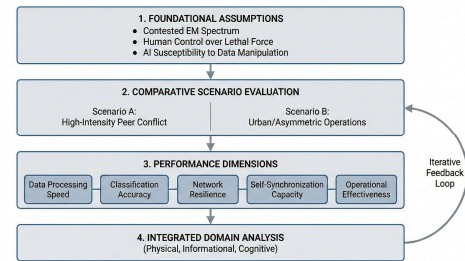 1. FOUNDATIONAL ASSUMPTIONS
• Contested EM Spectrum
• Human Control over Lethal Force
• AI Susceptibility to Data Manipulation
2. COMPARATIVE SCENARIO EVALUATION
Scenario A:
High-Intensity Peer Conflict
Scenario B:
Urban/Asymmetric Operations
3. PERFORMANCE DIMENSIONS
Data Processing
Speed
Classification
Accuracy
Network
Resilience
Self-Synchronization
Capacity
Operational
Effectiveness
4. INTEGRATED DOMAIN ANALYSIS
(Physical, Informational, Cognitive)
Iterative
Feedback
Loop